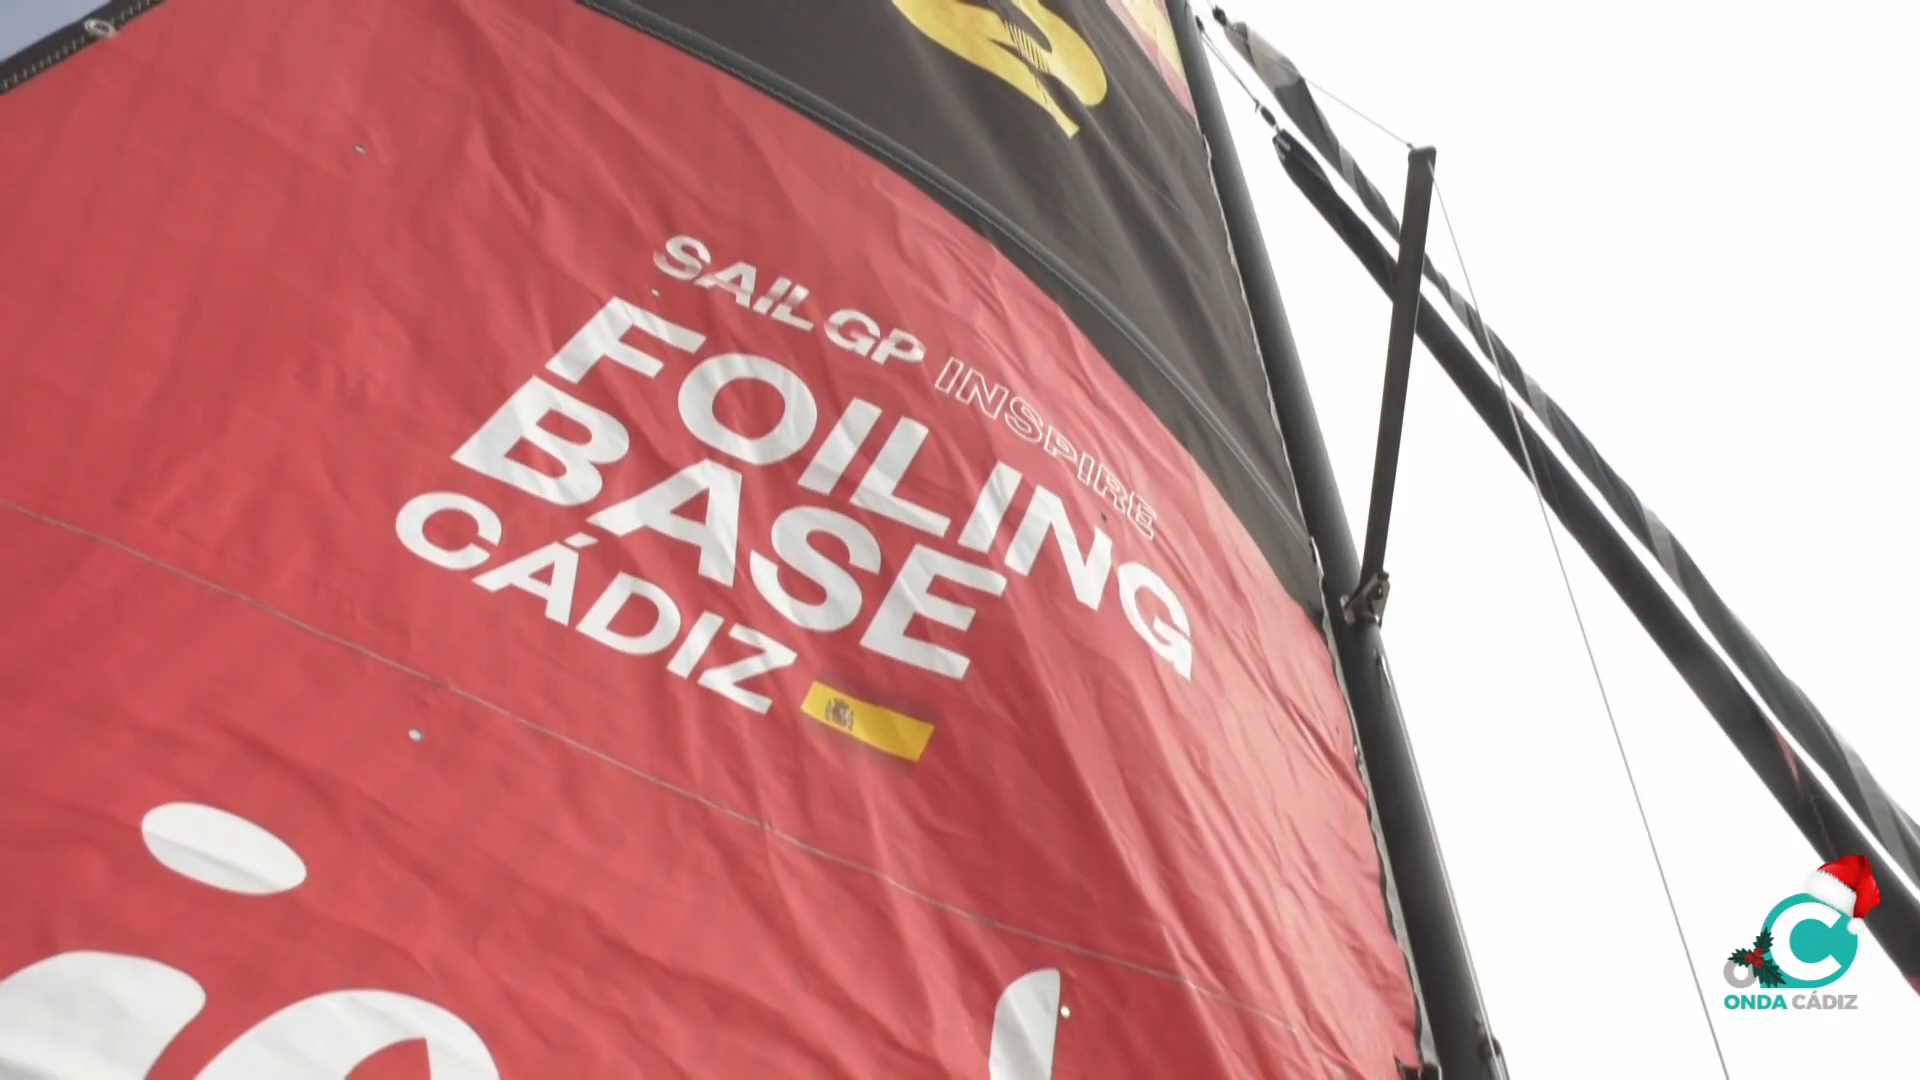 SAIL GP INSPIRE
FOILING
BASE
CÁDIZ
ONDA CÁDIZ